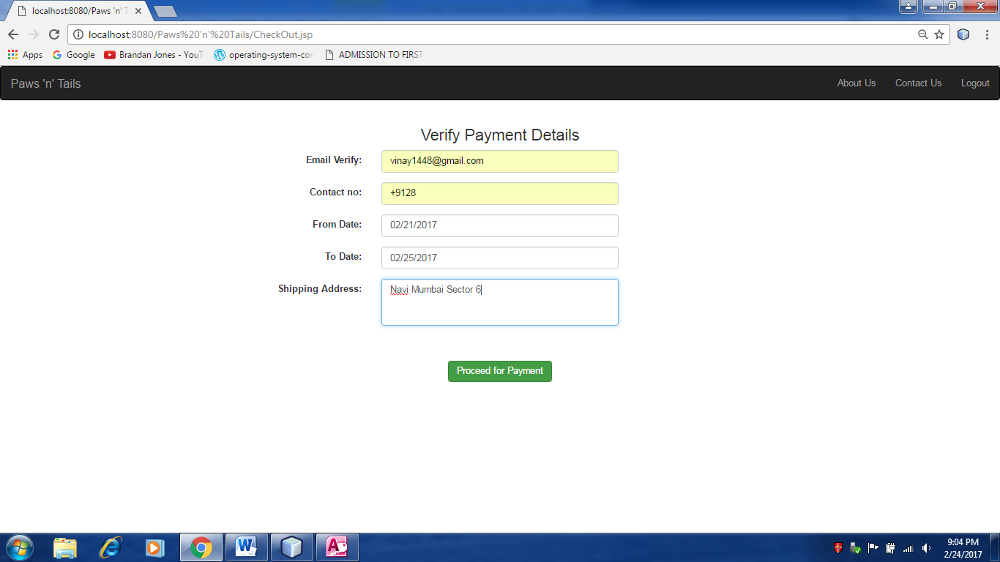 localhost:8080/Paws 'n' T
localhost:8080/Paws%20'n'%20Tails/CheckOut.jsp
Apps Google Brandan Jones - YouT operating-system-con ADMISSION TO FIRST
Paws 'n' Tails About Us Contact Us Logout
Verify Payment Details
Email Verify: vinay1448@gmail.com
Contact no: +9128
From Date: 02/21/2017
To Date: 02/25/2017
Shipping Address: Navi Mumbai Sector 6
Proceed for Payment
9:04 PM
2/24/2017